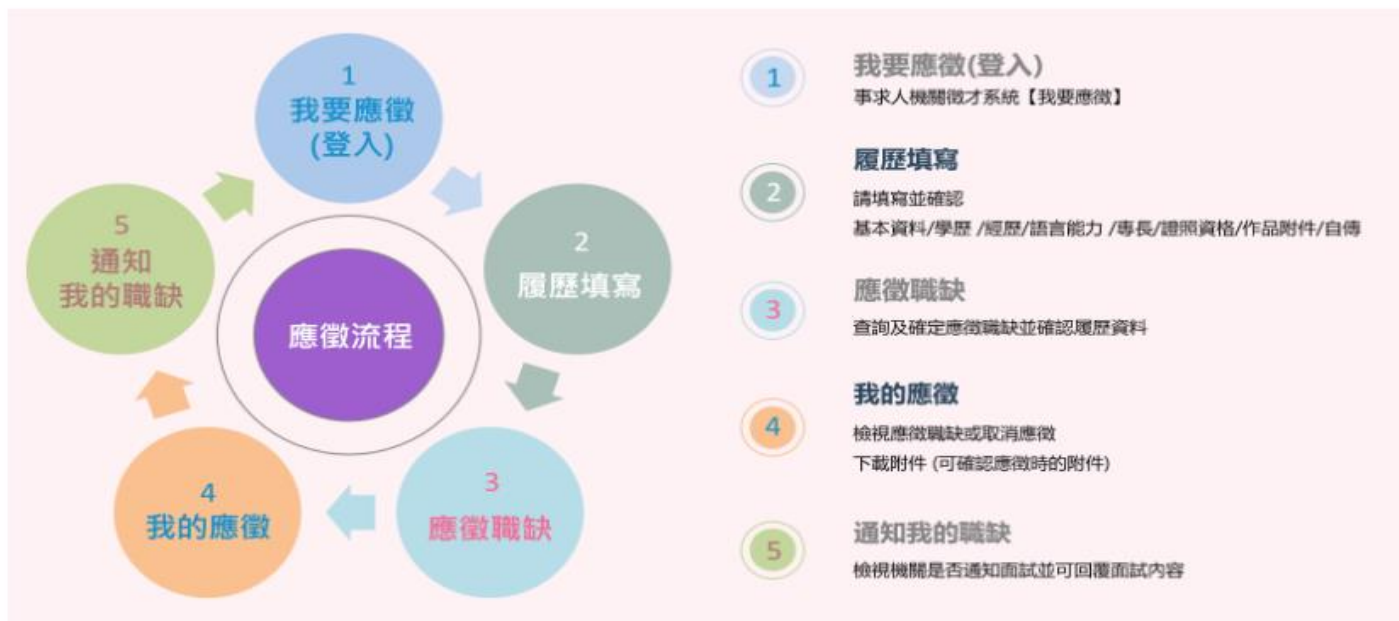 1
我要應徵
(登入)
2
履歷填寫
3
應徵職缺
4
我的應徵
5
通知
我的職缺
應徵流程
1
我要應徵(登入)
事求人機關徵才系統【我要應徵】
2
履歷填寫
請填寫並確認
基本資料/學歷 /經歷/語言能力 /專長/證照資格/作品附件/自傳
3
應徵職缺
查詢及確定應徵職缺並確認履歷資料
4
我的應徵
檢視應徵職缺或取消應徵
下載附件 (可確認應徵時的附件)
5
通知我的職缺
檢視機關是否通知面試並可回覆面試內容